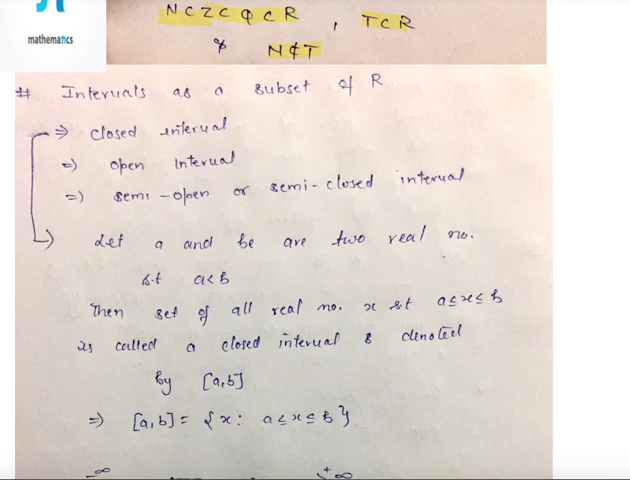 N⊂Z⊂Q⊂R , T⊂R
& N⊄T
mathematics
# Intervals as a subset of R
⇒ closed interval
⇒ open interval
⇒ semi-open or semi-closed interval
→ Let a and be are two real no.
s.t a<b
Then set of all real no. x st a≤x≤b
is called a closed interval & denoted
by [a,b]
⇒ [a,b] = {x: a≤x≤b}
-∞ +∞